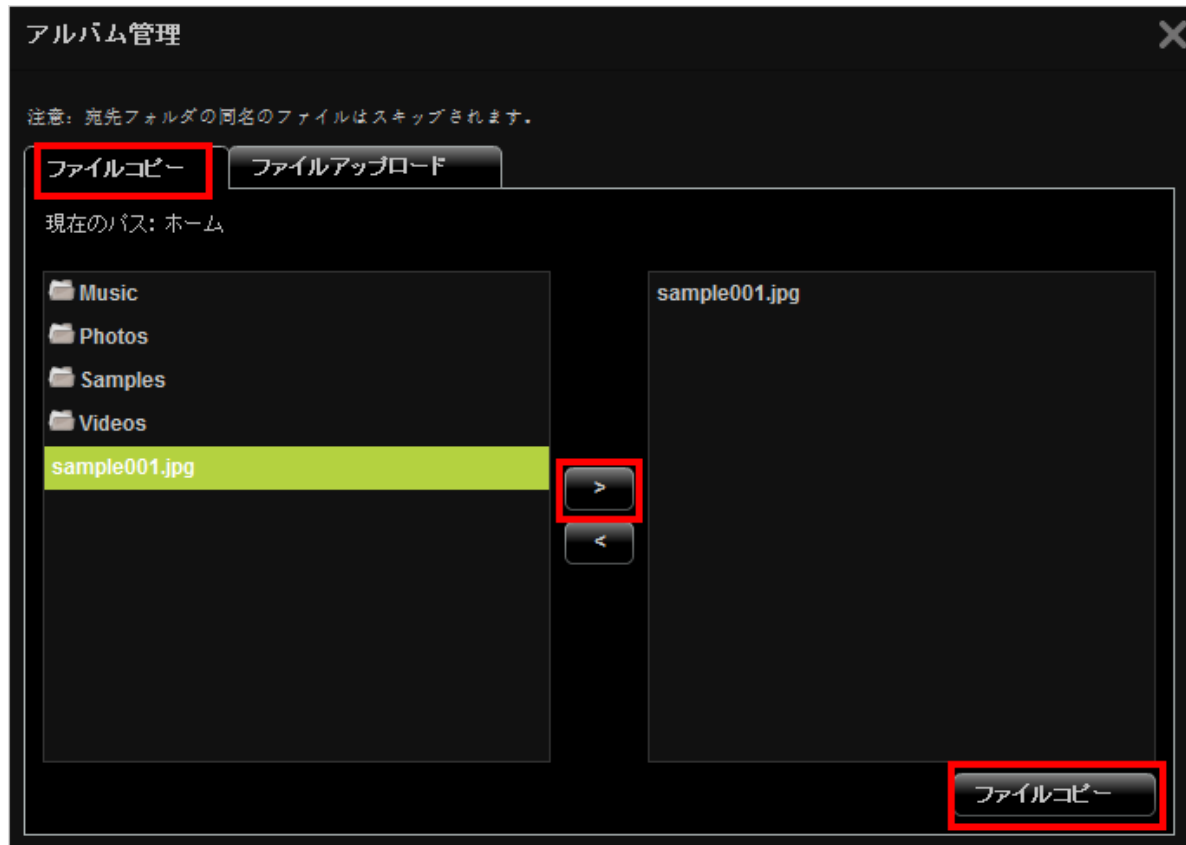 アルバム管理
注意: 宛先フォルダの同名のファイルはスキップされます.
ファイルコピー ファイルアップロード
現在のパス: ホーム
Music
Photos
Samples
Videos
sample001.jpg
>
<
sample001.jpg
ファイルコピー